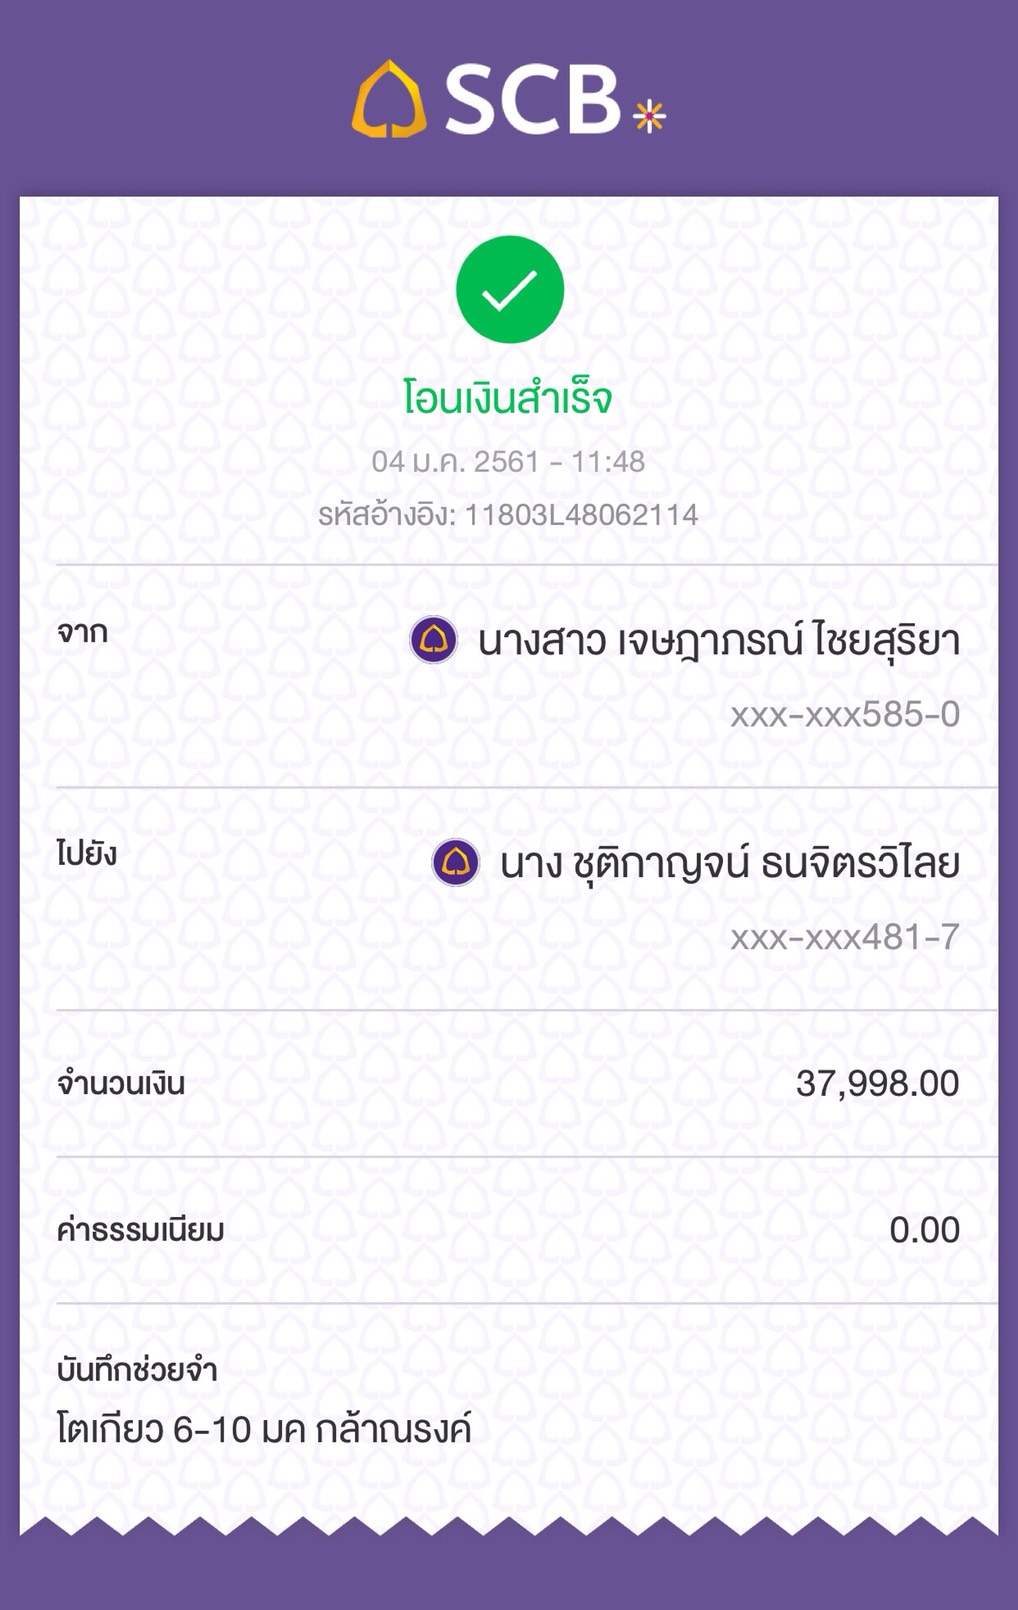 SCB
โอนเงินสำเร็จ
04 ม.ค. 2561 - 11:48
รหัสอ้างอิง: 11803L48062114
จาก
นางสาว เจษฎาภรณ์ ไชยสุริยา
xxx-xxx585-0
ไปยัง
นาง ชุติกาญจน์ ธนจิตรวิไลย
xxx-xxx481-7
จำนวนเงิน 37,998.00
ค่าธรรมเนียม 0.00
บันทึกช่วยจำ
โตเกียว 6-10 มค กล้าณรงค์